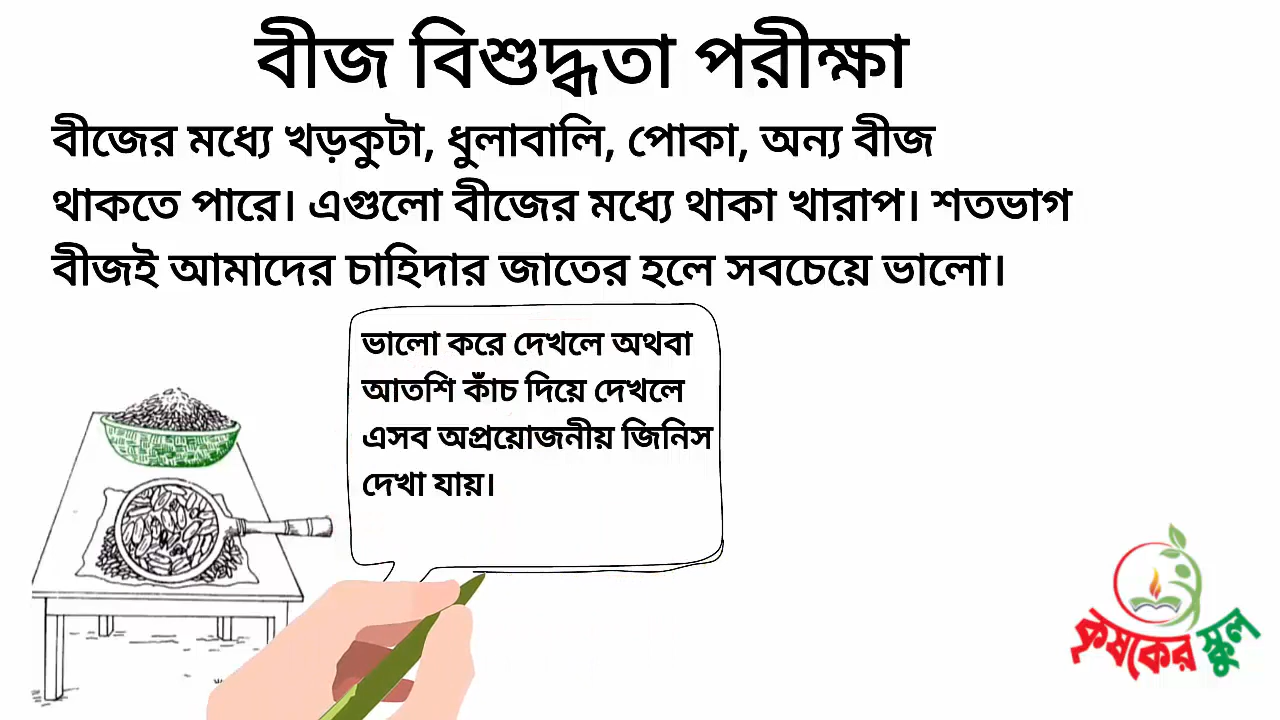 বীজ বিশুদ্ধতা পরীক্ষা
বীজের মধ্যে খড়কুটা, ধুলাবালি, পোকা, অন্য বীজ
থাকতে পারে। এগুলো বীজের মধ্যে থাকা খারাপ। শতভাগ
বীজই আমাদের চাহিদার জাতের হলে সবচেয়ে ভালো।
ভালো করে দেখলে অথবা
আতশি কাঁচ দিয়ে দেখলে
এসব অপ্রয়োজনীয় জিনিস
দেখা যায়।
কৃষকের স্কুল